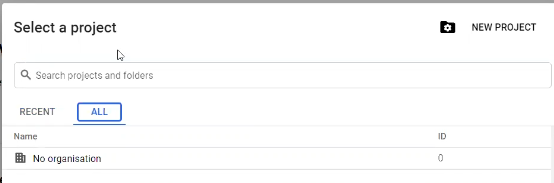 Select a project
NEW PROJECT
Search projects and folders
RECENT ALL
Name ID
No organisation 0